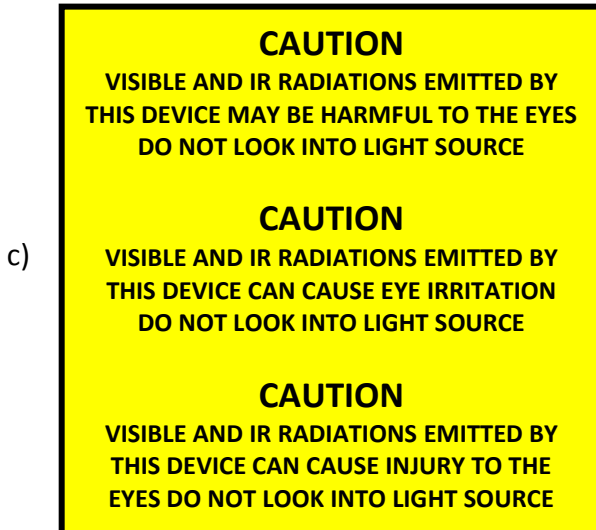 CAUTION
VISIBLE AND IR RADIATIONS EMITTED BY
THIS DEVICE MAY BE HARMFUL TO THE EYES
DO NOT LOOK INTO LIGHT SOURCE
CAUTION
c)
VISIBLE AND IR RADIATIONS EMITTED BY
THIS DEVICE CAN CAUSE EYE IRRITATION
DO NOT LOOK INTO LIGHT SOURCE
CAUTION
VISIBLE AND IR RADIATIONS EMITTED BY
THIS DEVICE CAN CAUSE INJURY TO THE
EYES DO NOT LOOK INTO LIGHT SOURCE